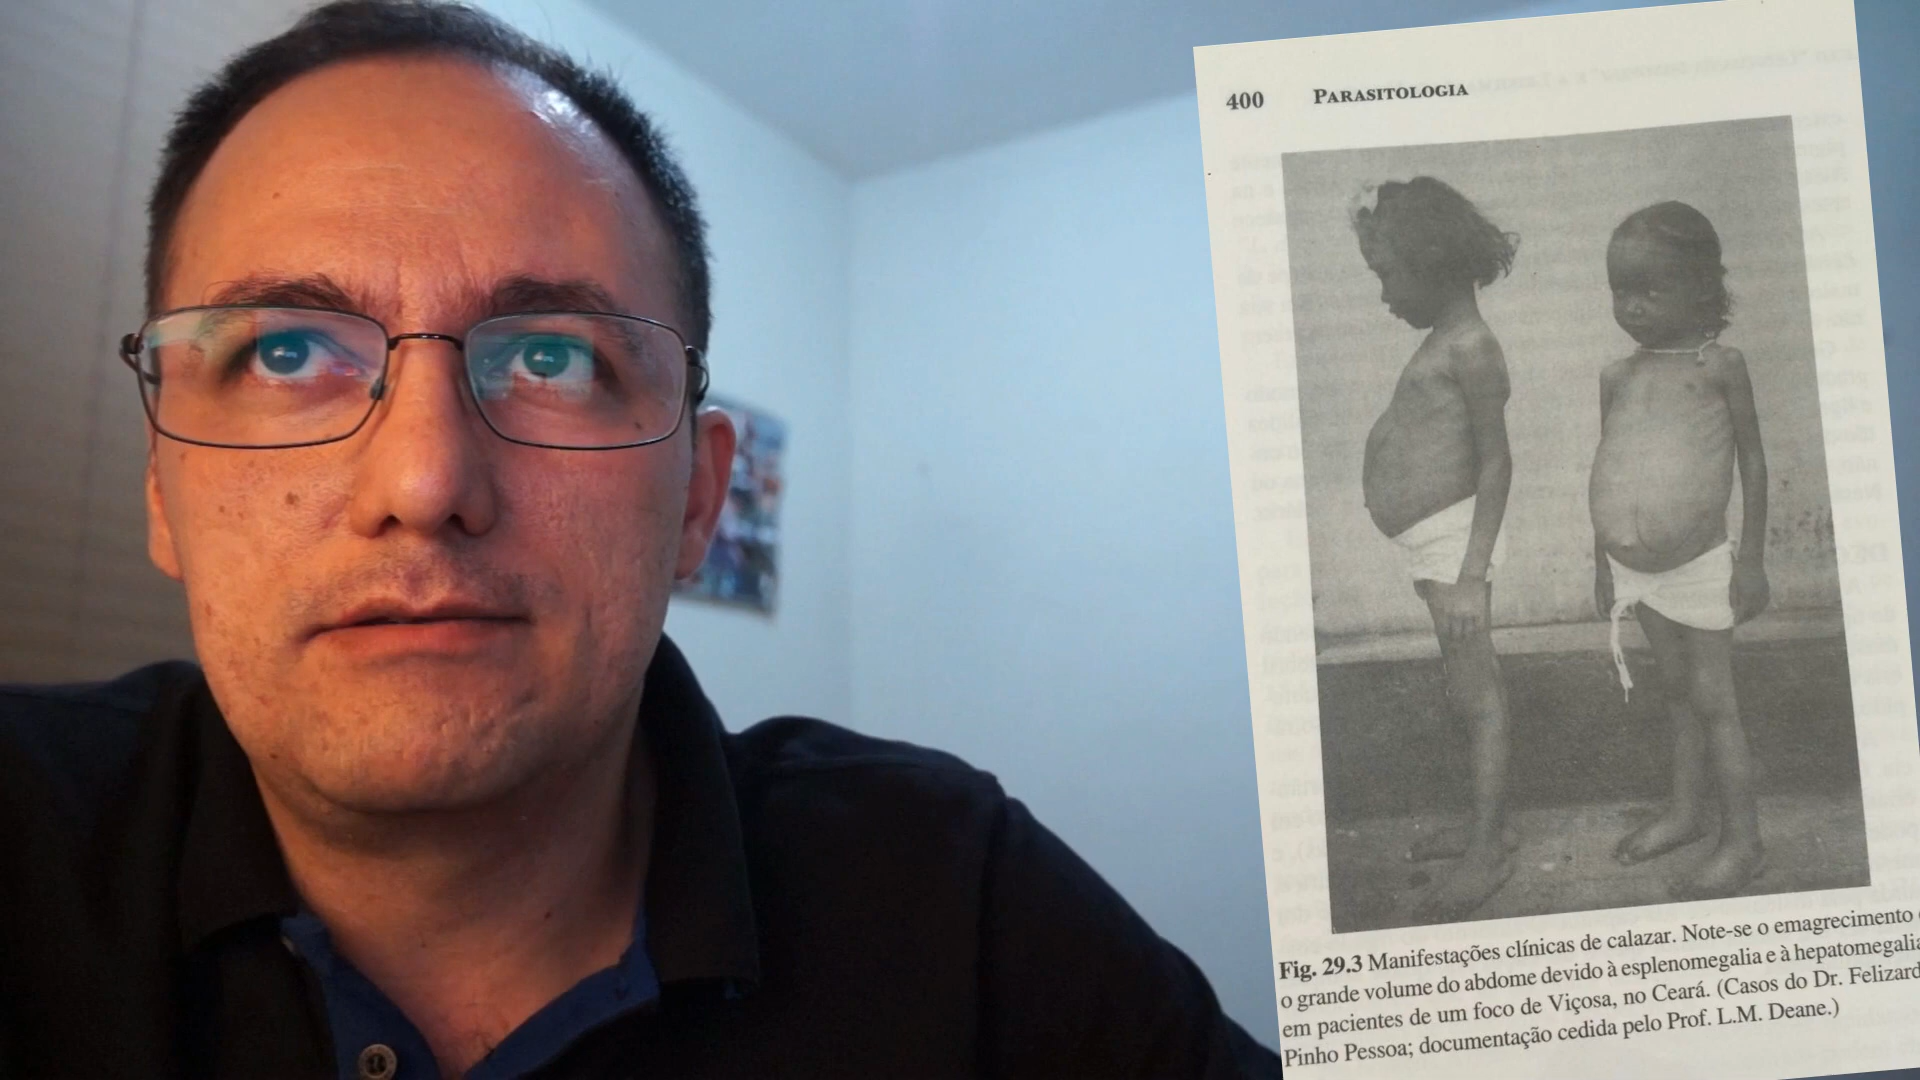 400 PARASITOLOGIA
Fig. 29.3 Manifestações clínicas de calazar. Note-se o emagrecimento
o grande volume do abdome devido à esplenomegalia e à hepatomegalia
em pacientes de um foco de Viçosa, no Ceará. (Casos do Dr. Felizard
Pinho Pessoa; documentação cedida pelo Prof. L.M. Deane.)